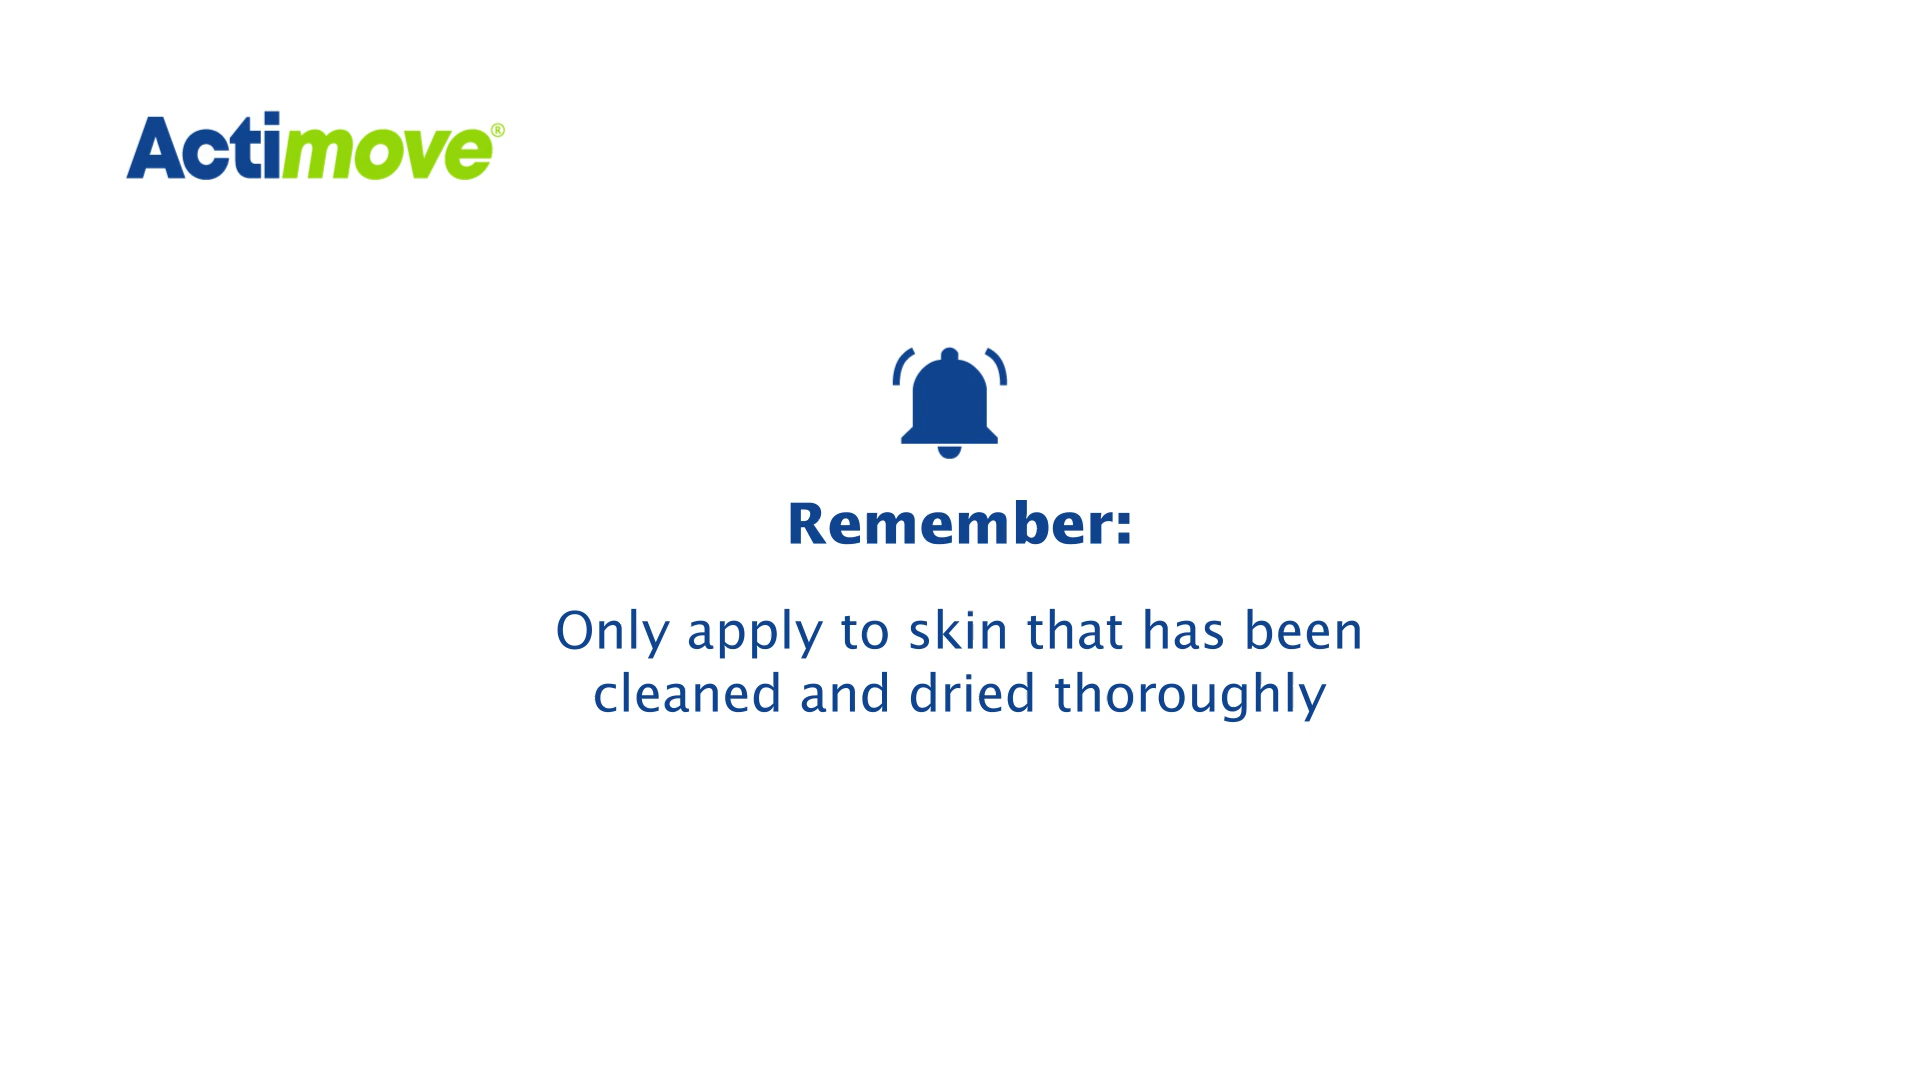 Actimove®
Remember:
Only apply to skin that has been
cleaned and dried thoroughly